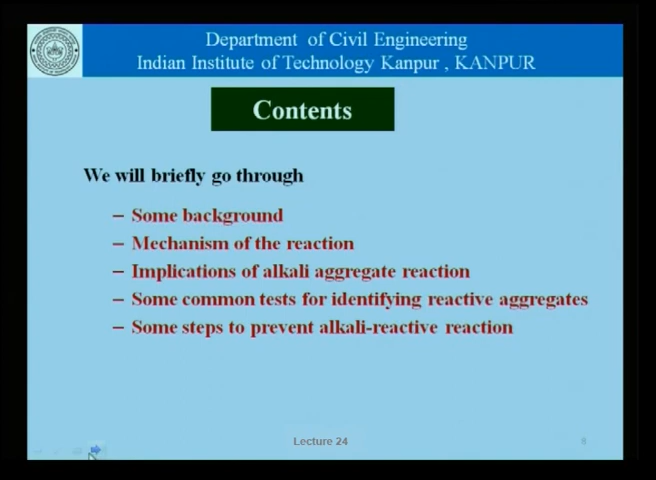 Department of Civil Engineering
Indian Institute of Technology Kanpur , KANPUR
Contents
We will briefly go through
– Some background
– Mechanism of the reaction
– Implications of alkali aggregate reaction
– Some common tests for identifying reactive aggregates
– Some steps to prevent alkali-reactive reaction
Lecture 24